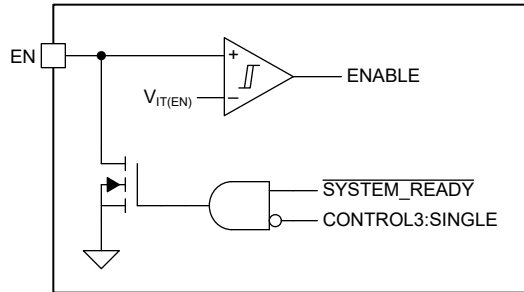 EN
+
ENABLE
V_IT(EN)
−
SYSTEM_READY
CONTROL3:SINGLE